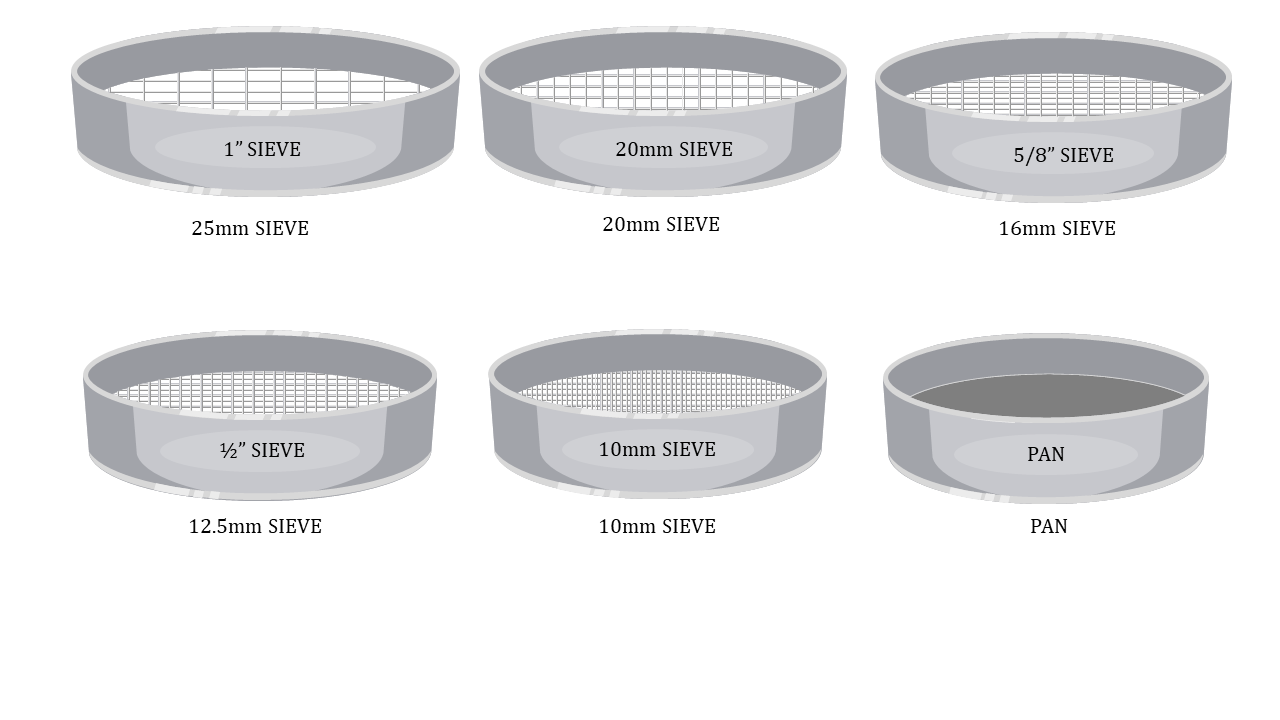 1” SIEVE
20mm SIEVE
5/8” SIEVE
25mm SIEVE
20mm SIEVE
16mm SIEVE
½” SIEVE
10mm SIEVE
PAN
12.5mm SIEVE
10mm SIEVE
PAN